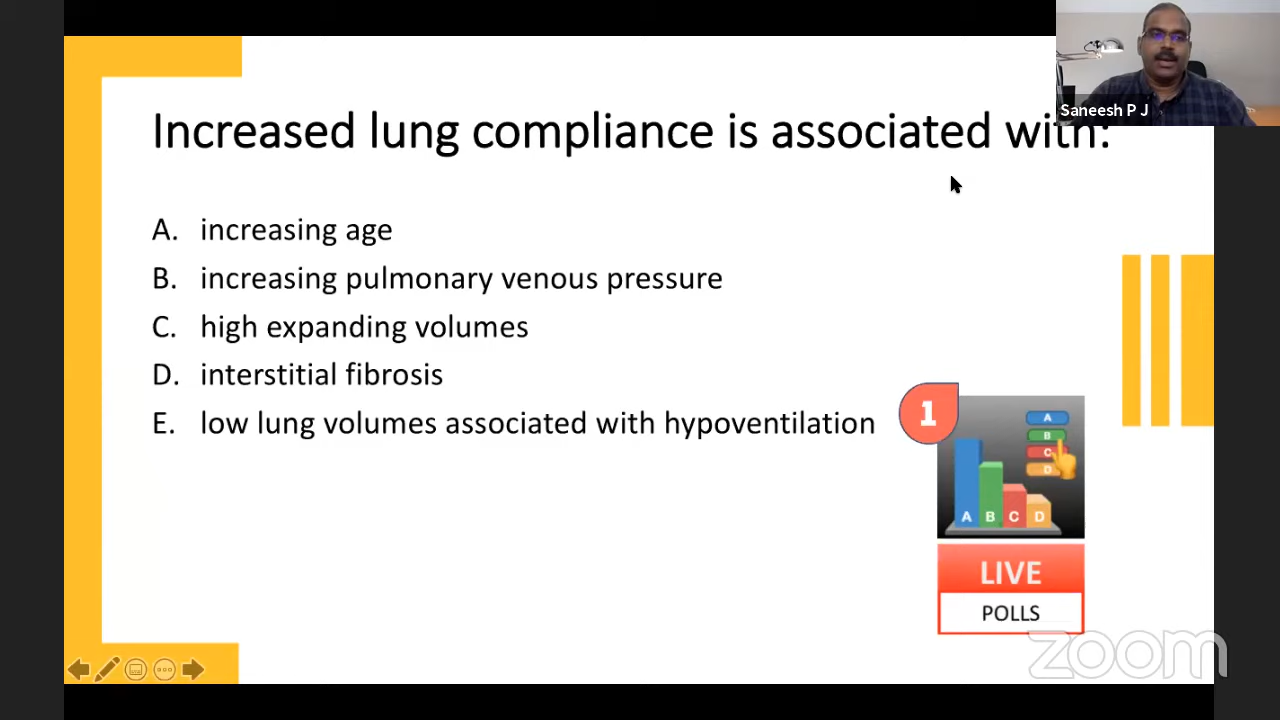 Saneesh P J
Increased lung compliance is associated with:
A. increasing age
B. increasing pulmonary venous pressure
C. high expanding volumes
D. interstitial fibrosis
E. low lung volumes associated with hypoventilation
1
A
B
C
D
A B C D
LIVE
POLLS
zoom